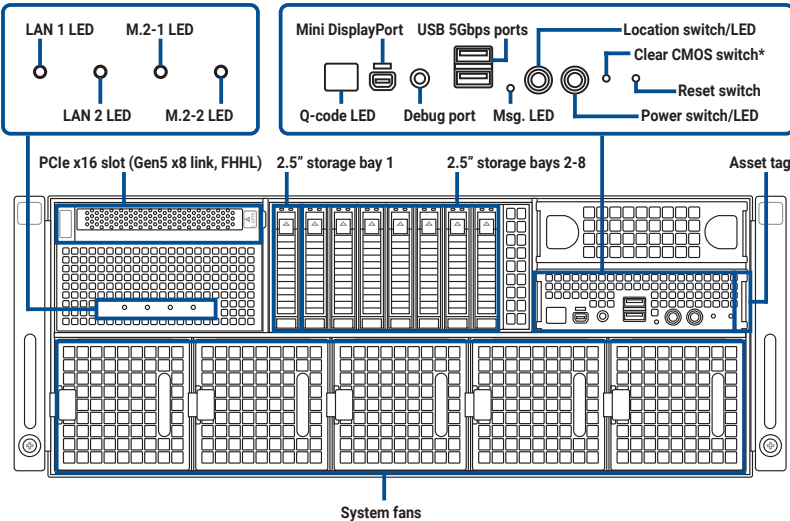 LAN 1 LED
M.2-1 LED
LAN 2 LED
M.2-2 LED
Mini DisplayPort
USB 5Gbps ports
Location switch/LED
Clear CMOS switch*
Reset switch
Q-code LED
Debug port
Msg. LED
Power switch/LED
PCIe x16 slot (Gen5 x8 link, FHHL)
2.5” storage bay 1
2.5” storage bays 2-8
Asset tag
System fans